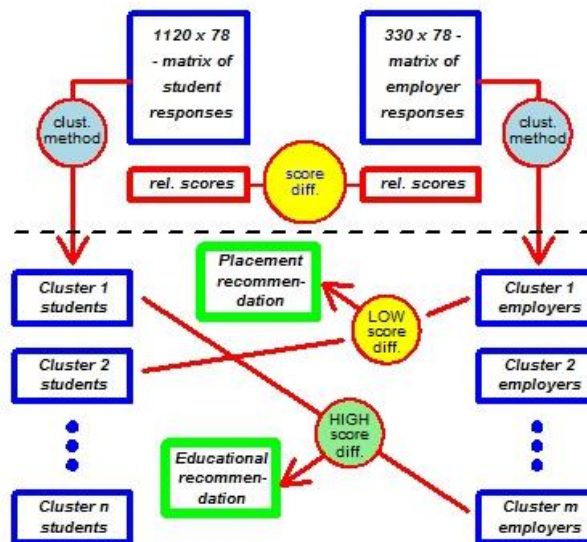 1120 x 78
- matrix of
student
responses
330 x 78 -
matrix of
employer
responses
clust.
method
clust.
method
rel. scores
score
diff.
rel. scores
Placement
recommen-
dation
Cluster 1
students
Cluster 1
employers
LOW
score
diff.
Cluster 2
students
Cluster 2
employers
HIGH
score
diff.
Educational
recommen-
dation
Cluster n
students
Cluster m
employers